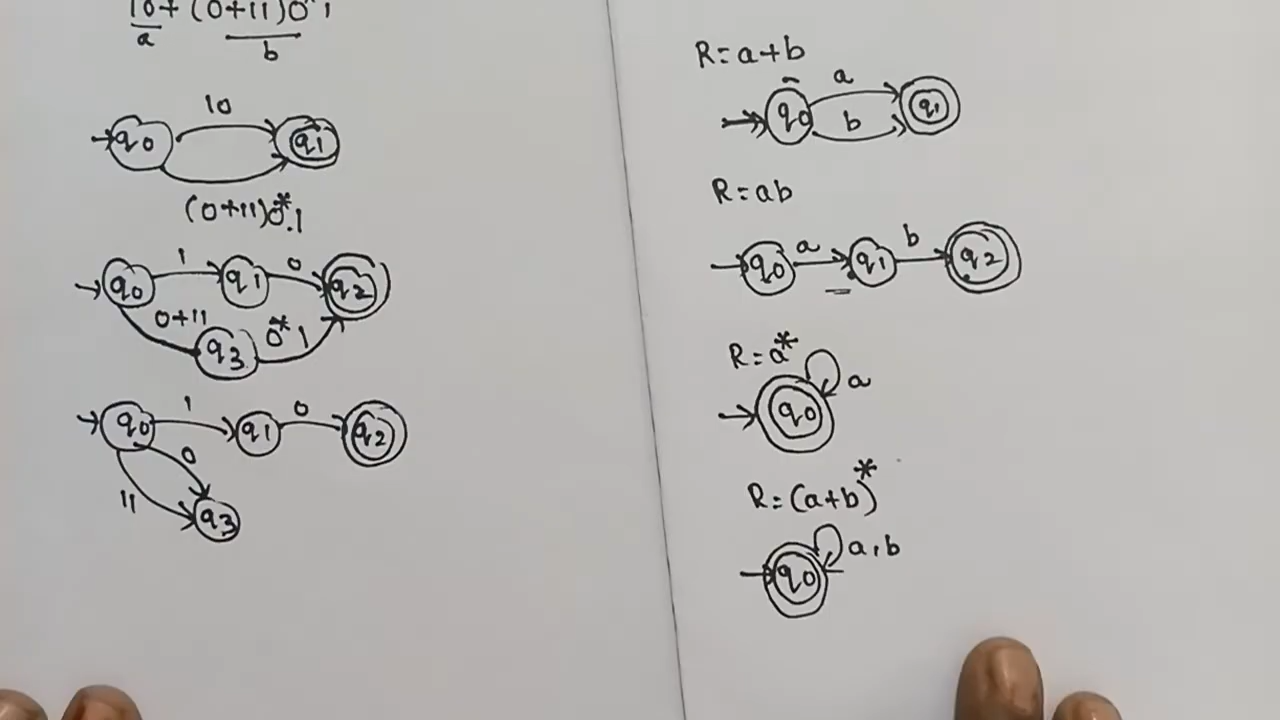 10+(0+11)0*1
a
b
10
q0
q1
(0+11)0*.1
q0
1
q1
0
q2
0+11
q3
0*1
q0
1
q1
0
q2
0
11
q3
R=a+b
q0
a
b
q1
R=ab
q0
a
q1
b
q2
R=a*
a
q0
R=(a+b)*
a,b
q0